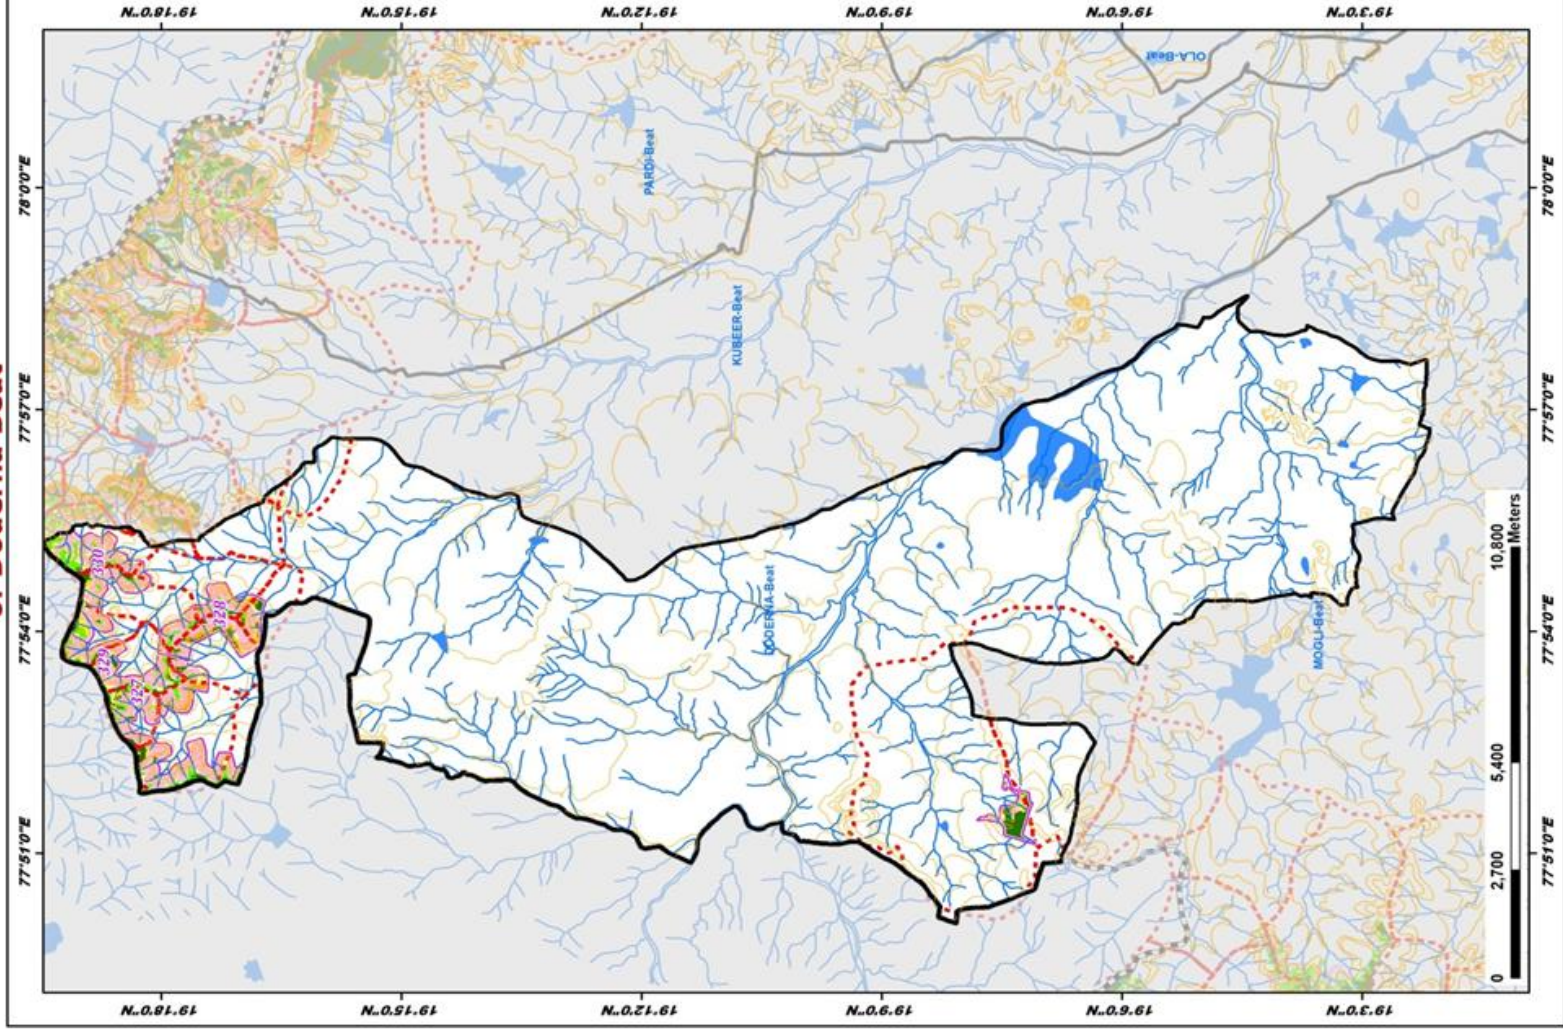 19°18'0"N
19°15'0"N
19°12'0"N
19°9'0"N
19°6'0"N
19°3'0"N
OLA-Beat
PARDI-Beat
78°0'0"E
78°0'0"E
KUBEER-Beat
77°57'0"E
77°57'0"E
330
328
329
327
DODERNA-Beat
MOGLI-Beat
77°54'0"E
77°54'0"E
77°51'0"E
77°51'0"E
0 2,700 5,400 10,800
Meters
19°18'0"N
19°15'0"N
19°12'0"N
19°9'0"N
19°6'0"N
19°3'0"N